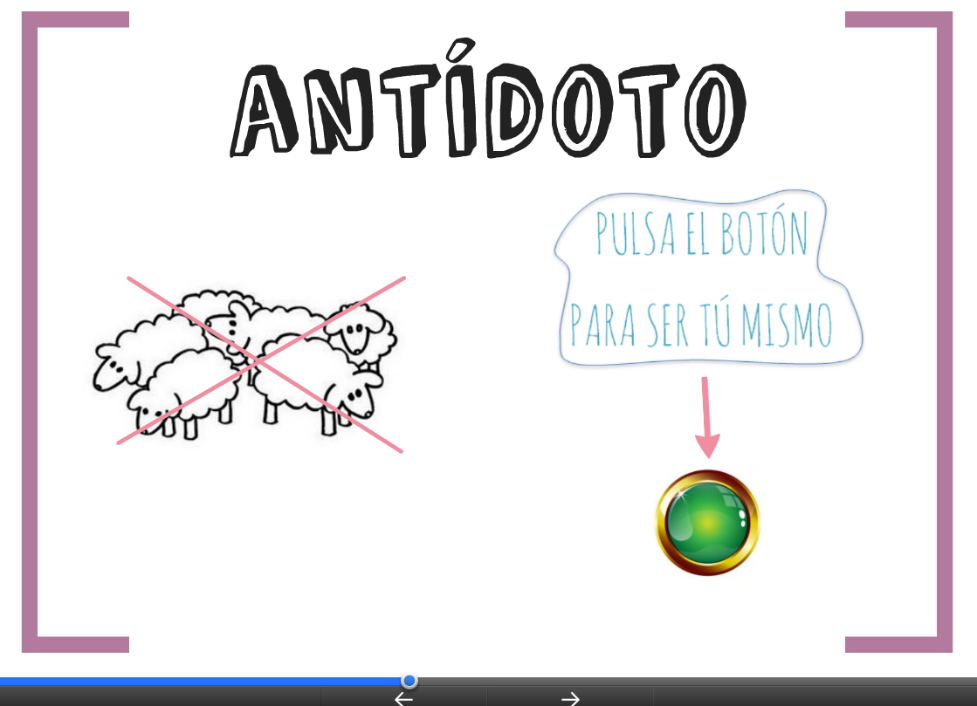 ANTÍDOTO
PULSA EL BOTÓN
PARA SER TÚ MISMO